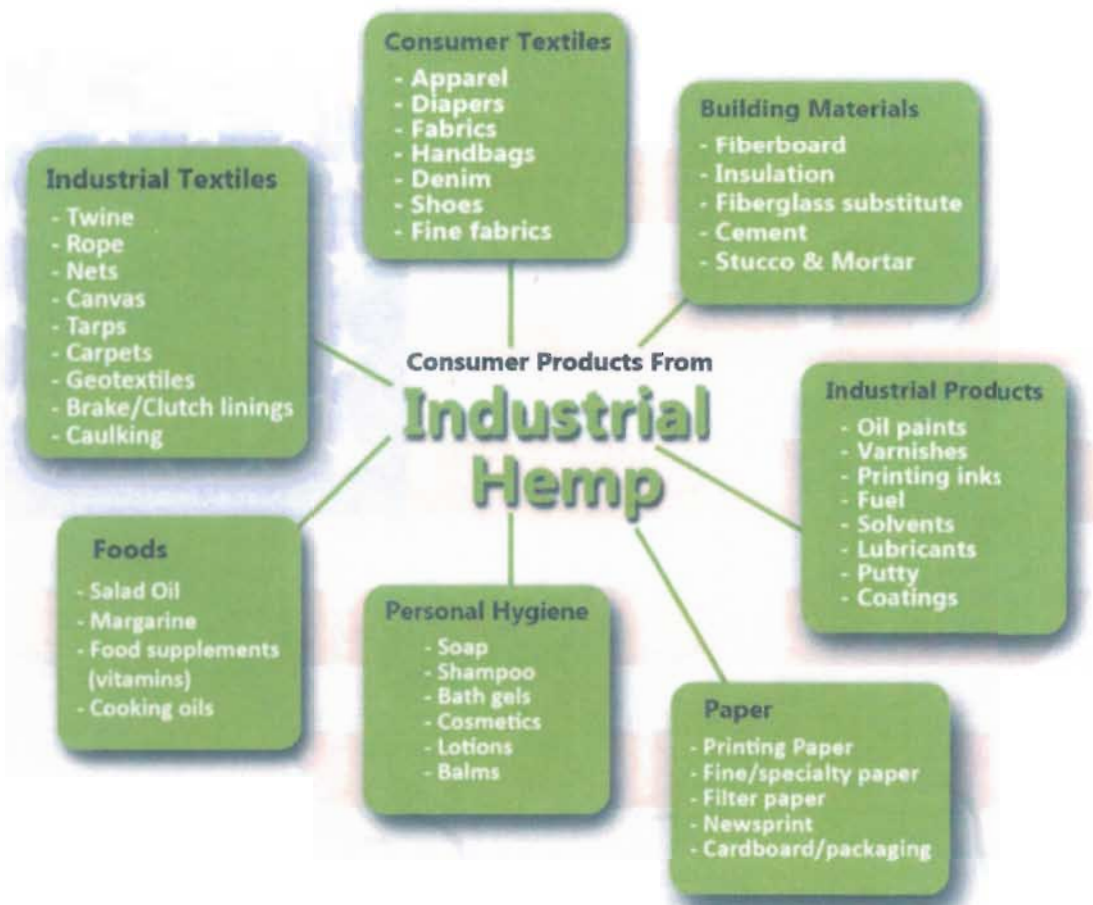 Consumer Textiles
- Apparel
- Diapers
- Fabrics
- Handbags
- Denim
- Shoes
- Fine fabrics
Building Materials
- Fiberboard
- Insulation
- Fiberglass substitute
- Cement
- Stucco & Mortar
Industrial Textiles
- Twine
- Rope
- Nets
- Canvas
- Tarps
- Carpets
- Geotextiles
- Brake/Clutch linings
- Caulking
Consumer Products From
Industrial
Hemp
Industrial Products
- Oil paints
- Varnishes
- Printing inks
- Fuel
- Solvents
- Lubricants
- Putty
- Coatings
Foods
- Salad Oil
- Margarine
- Food supplements
(vitamins)
- Cooking oils
Personal Hygiene
- Soap
- Shampoo
- Bath gels
- Cosmetics
- Lotions
- Balms
Paper
- Printing Paper
- Fine/specialty paper
- Filter paper
- Newsprint
- Cardboard/packaging